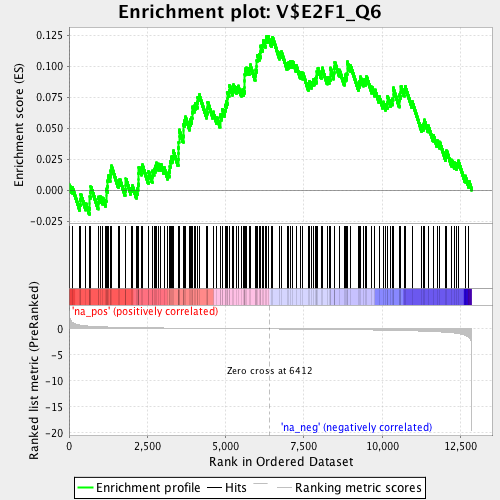 Enrichment plot: V$E2F1_Q6
Enrichment score (ES)
0.125
0.100
0.075
0.050
0.025
0.000
-0.025
'na_pos' (positively correlated)
Ranked list metric (PreRanked)
0
-5
-10
-15
-20
Zero cross at 6412
'na_neg' (negatively correlated)
0
2,500
5,000
7,500
10,000
12,500
Rank in Ordered Dataset
Enrichment profile
Hits
Ranking metric scores